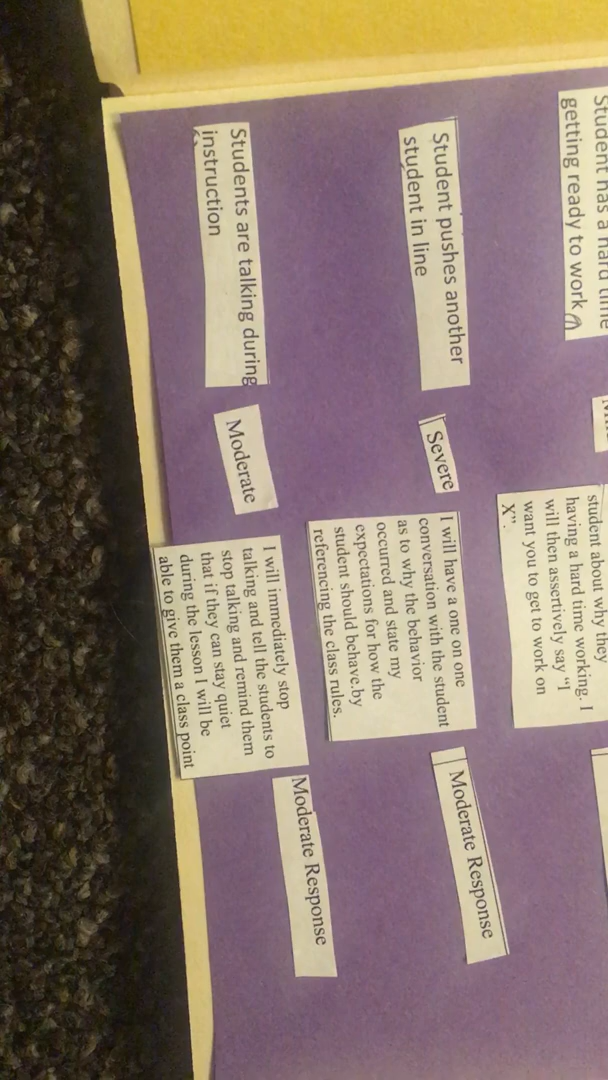 Student has a hard time
getting ready to work
student about why they
having a hard time working. I
will then assertively say "I
want you to get to work on
X".
Student pushes another
student in line
Severe
I will have a one on one
conversation with the student
as to why the behavior
occurred and state my
expectations for how the
student should behave.by
referencing the class rules.
Moderate Response
Students are talking during
instruction
Moderate
I will immediately stop
talking and tell the students to
stop talking and remind them
that if they can stay quiet
during the lesson I will be
able to give them a class point
Moderate Response